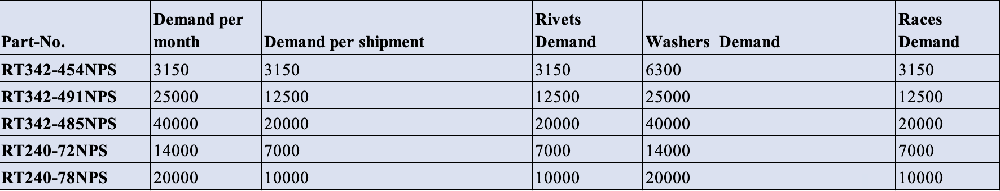 Part-No. Demand per month Demand per shipment Rivets Demand Washers  Demand Races Demand
RT342-454NPS 3150 3150 3150 6300 3150
RT342-491NPS 25000 12500 12500 25000 12500
RT342-485NPS 40000 20000 20000 40000 20000
RT240-72NPS 14000 7000 7000 14000 7000
RT240-78NPS 20000 10000 10000 20000 10000